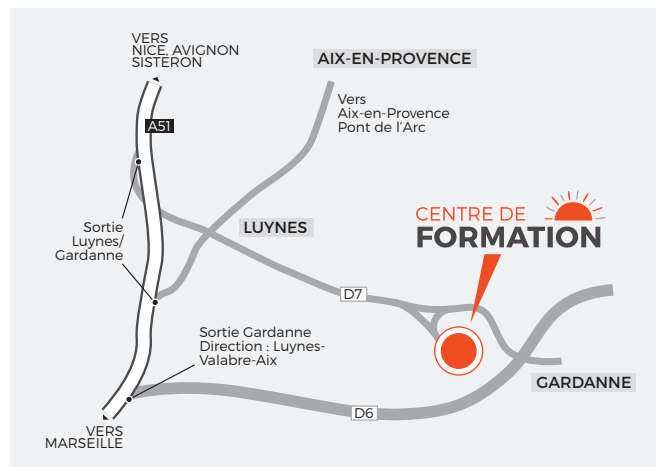 VERS
NICE, AVIGNON
SISTERON
AIX-EN-PROVENCE
Vers
Aix-en-Provence
Pont de l’Arc
A51
CENTRE DE
FORMATION
Sortie
Luynes/
Gardanne
LUYNES
D7
Sortie Gardanne
Direction : Luynes-
Valabre-Aix
GARDANNE
D6
VERS
MARSEILLE